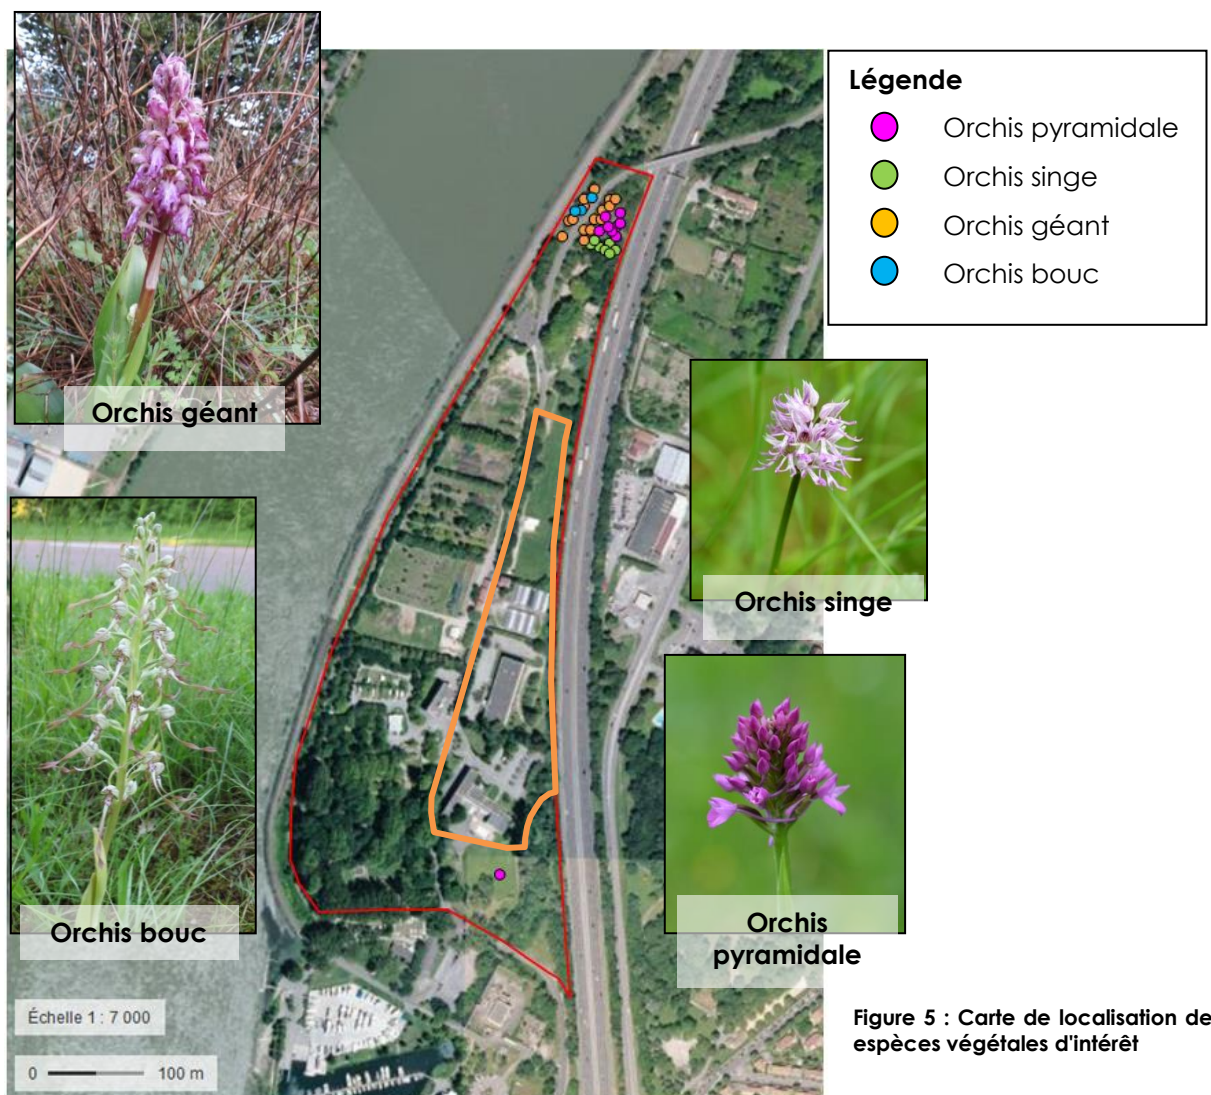 Légende
Orchis pyramidale
Orchis singe
Orchis géant
Orchis bouc
Orchis géant
Orchis singe
Orchis bouc
Orchis
pyramidale
Échelle 1 : 7 000
0 100 m
Figure 5 : Carte de localisation de
espèces végétales d'intérêt